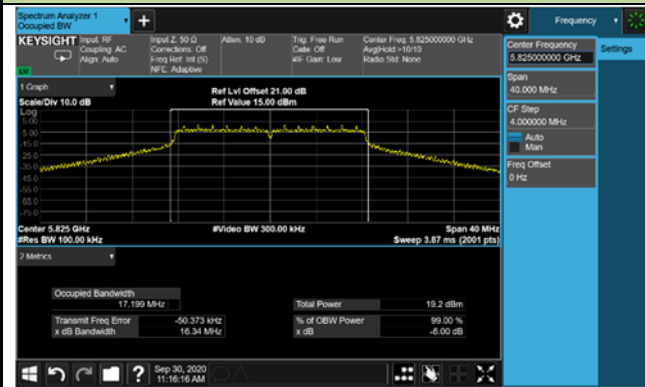 Spectrum Analyzer 1
Occupied BW
Frequency
KEYSIGHT
Input: RF
Coupling: AC
Align: Auto
Input Z: 50 Ω
Corrections: Off
Freq Ref: Int (S)
NFE: Adaptive
Atten: 10 dB
Trig: Free Run
Gate: Off
#IF Gain: Low
Center Freq: 5.825000000 GHz
Avg|Hold:>10/10
Radio Std: None
Center Frequency
5.825000000 GHz
Settings
Span
40.000 MHz
CF Step
4.000000 MHz
Auto
Man
Freq Offset
0 Hz
1 Graph
Scale/Div 10.0 dB
Ref Lvl Offset 21.00 dB
Ref Value 15.00 dBm
Log
5.00
-5.00
-15.0
-25.0
-35.0
-45.0
-55.0
-65.0
-75.0
Center 5.825 GHz
#Res BW 100.00 kHz
#Video BW 300.00 kHz
Span 40 MHz
Sweep 3.87 ms (2001 pts)
2 Metrics
Occupied Bandwidth
17.199 MHz
Total Power
19.2 dBm
Transmit Freq Error
-50.373 kHz
% of OBW Power
99.00 %
x dB Bandwidth
16.34 MHz
x dB
-6.00 dB
Sep 30, 2020
11:16:16 AM